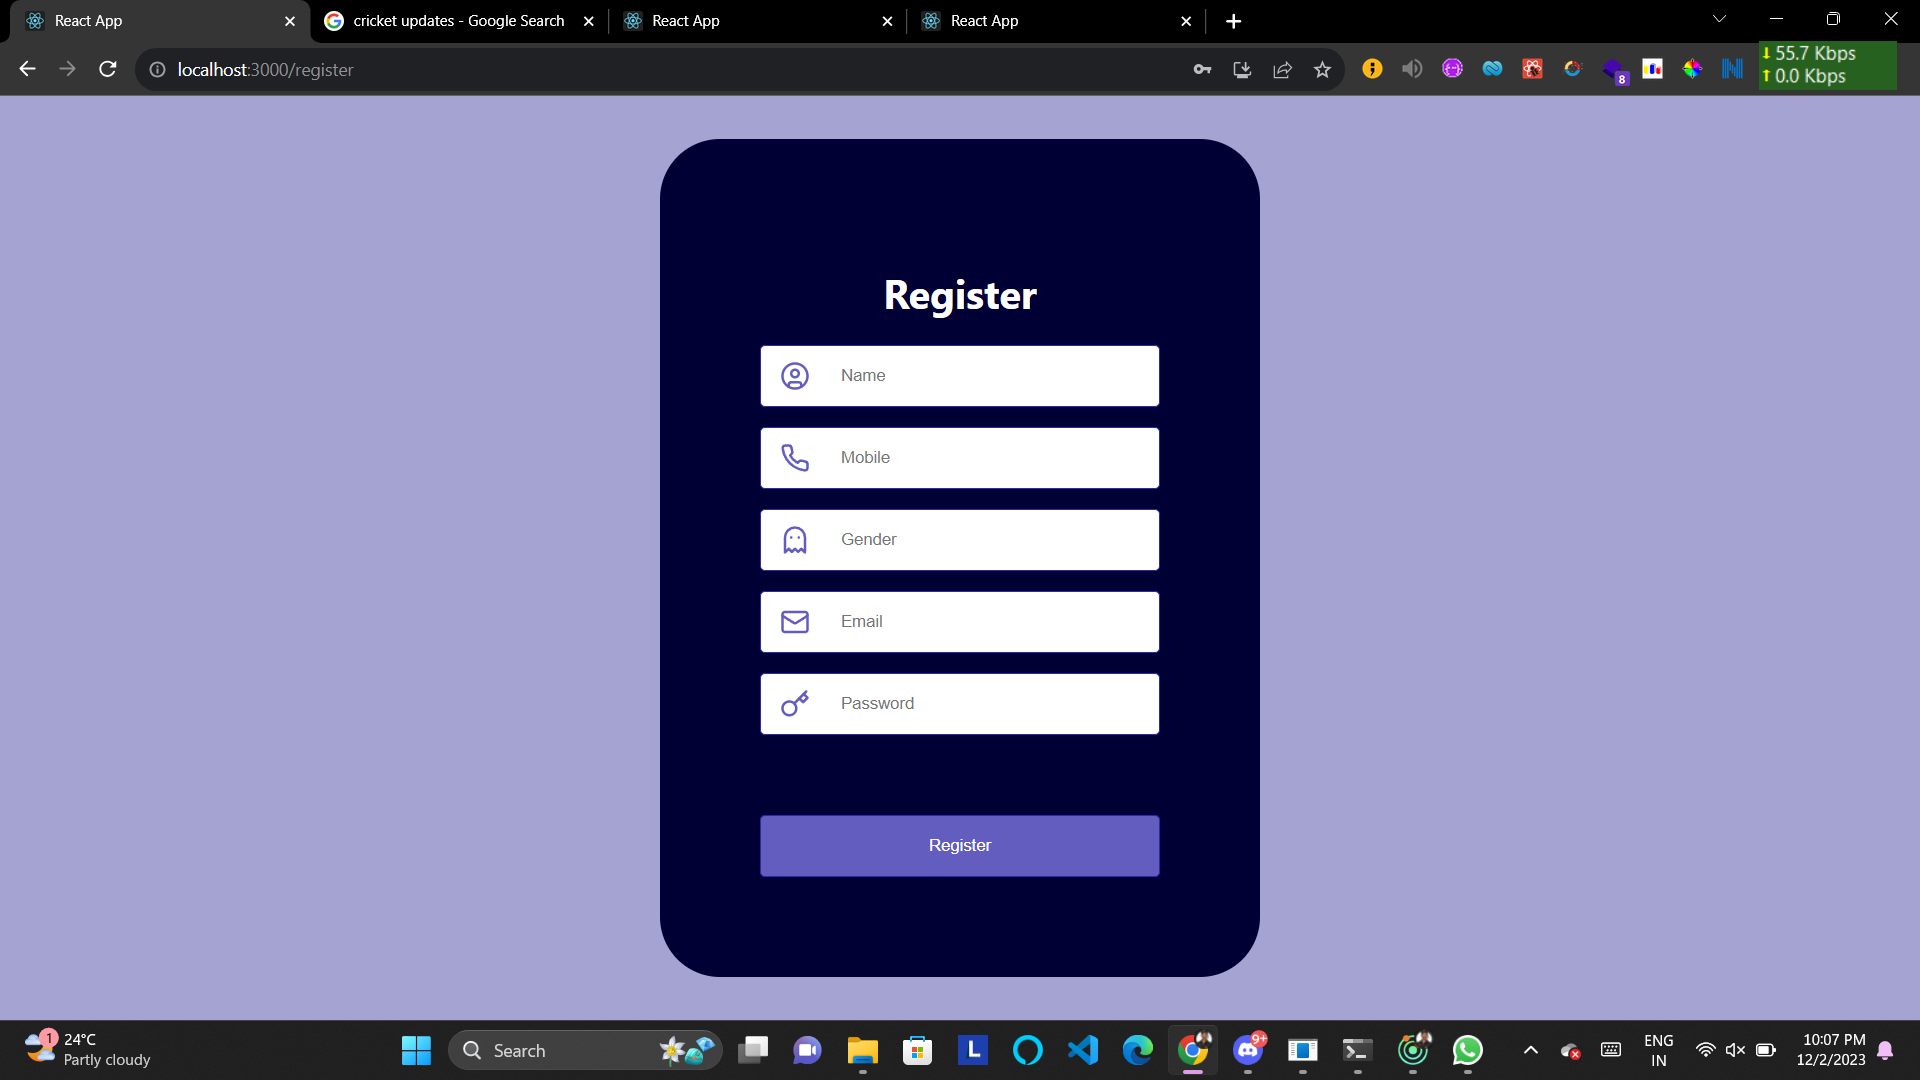 React App
cricket updates - Google Search
React App
React App
localhost:3000/register
8
55.7 Kbps
0.0 Kbps
Register
Name
Mobile
Gender
Email
Password
Register
1
24°C
Partly cloudy
Search
L
9+
ENG
IN
10:07 PM
12/2/2023